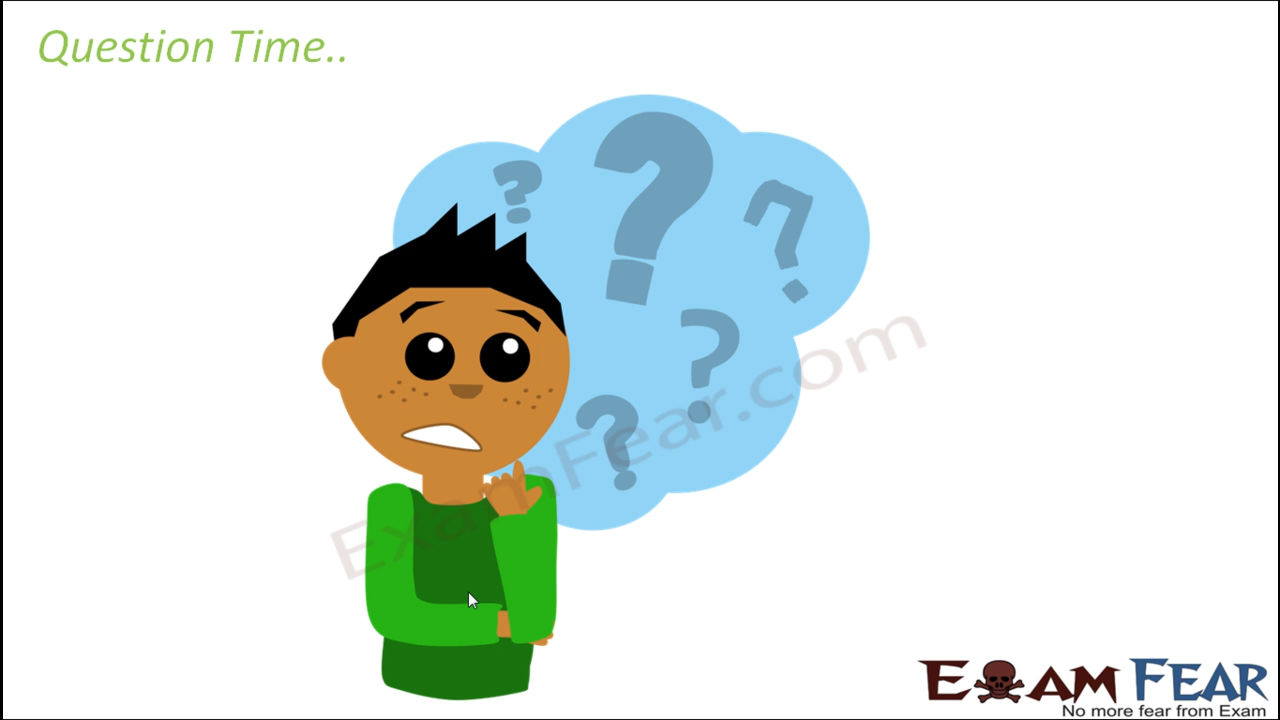 Question Time..
? ? ? ? ?
ExamFear.com
EXAM FEAR
No more fear from Exam